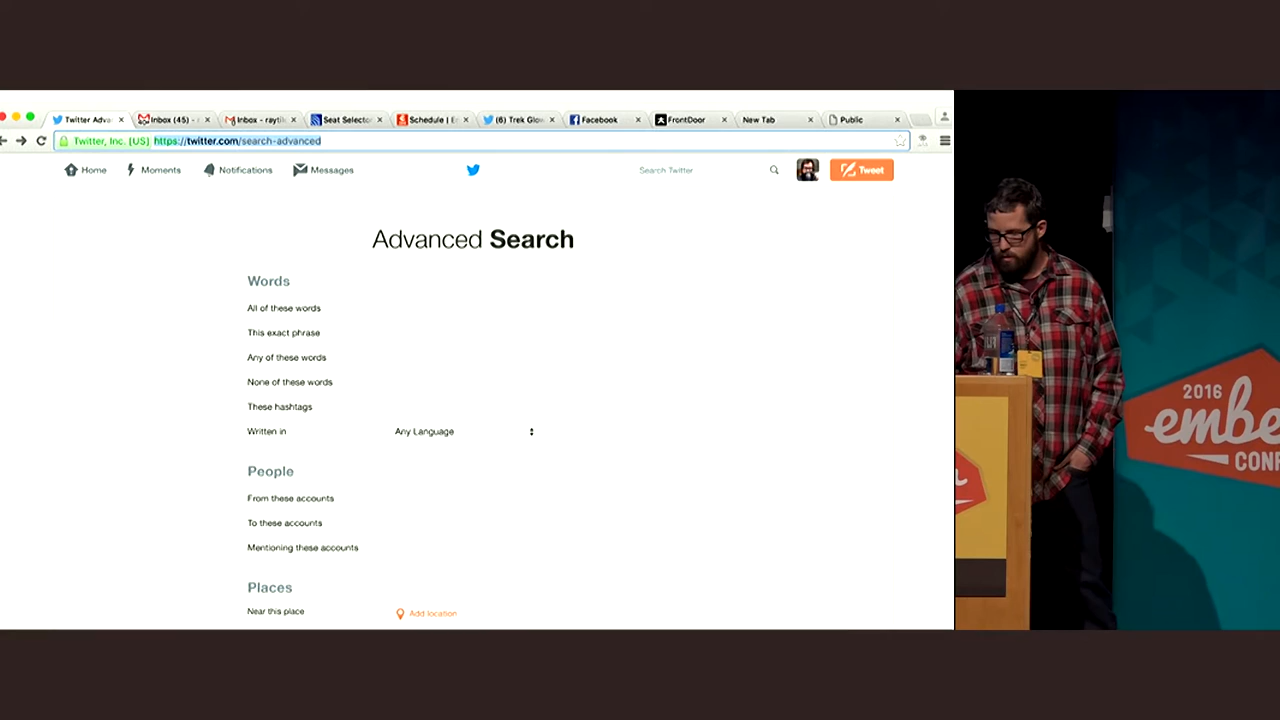 Twitter Adva
Inbox (45) -
Inbox - raytil
Seat Selector
Schedule | E
(6) Trek Glow
Facebook
FrontDoor
New Tab
Public
Twitter, Inc. [US] https://twitter.com/search-advanced
Home
Moments
Notifications
Messages
Search Twitter
Tweet
Advanced Search
Words
All of these words
This exact phrase
Any of these words
None of these words
These hashtags
Written in
Any Language
People
From these accounts
To these accounts
Mentioning these accounts
Places
Near this place
Add location
2016
embe
CONF